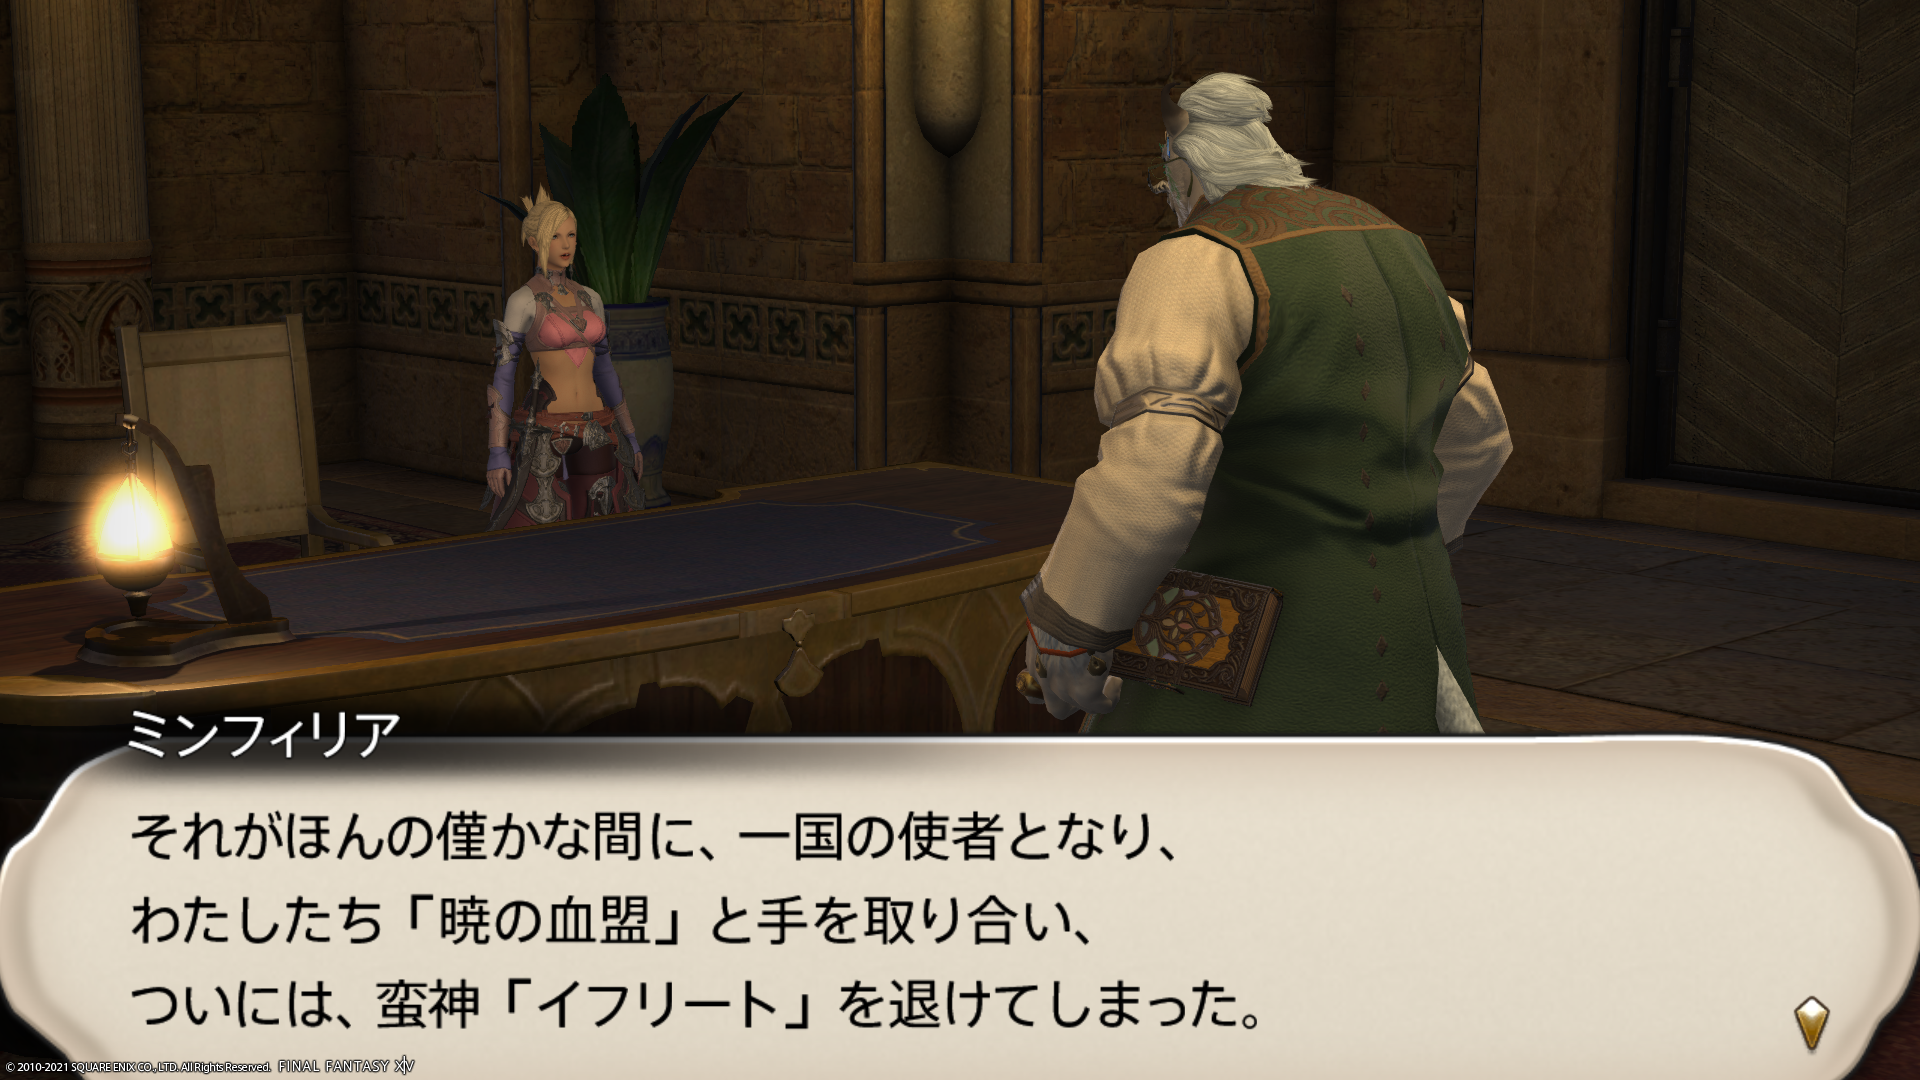 ミンフィリア
それがほんの僅かな間に、一国の使者となり、
わたしたち「暁の血盟」と手を取り合い、
ついには、蛮神「イフリート」を退けてしまった。
© 2010-2021 SQUARE ENIX CO., LTD. All Rights Reserved. FINAL FANTASY XIV